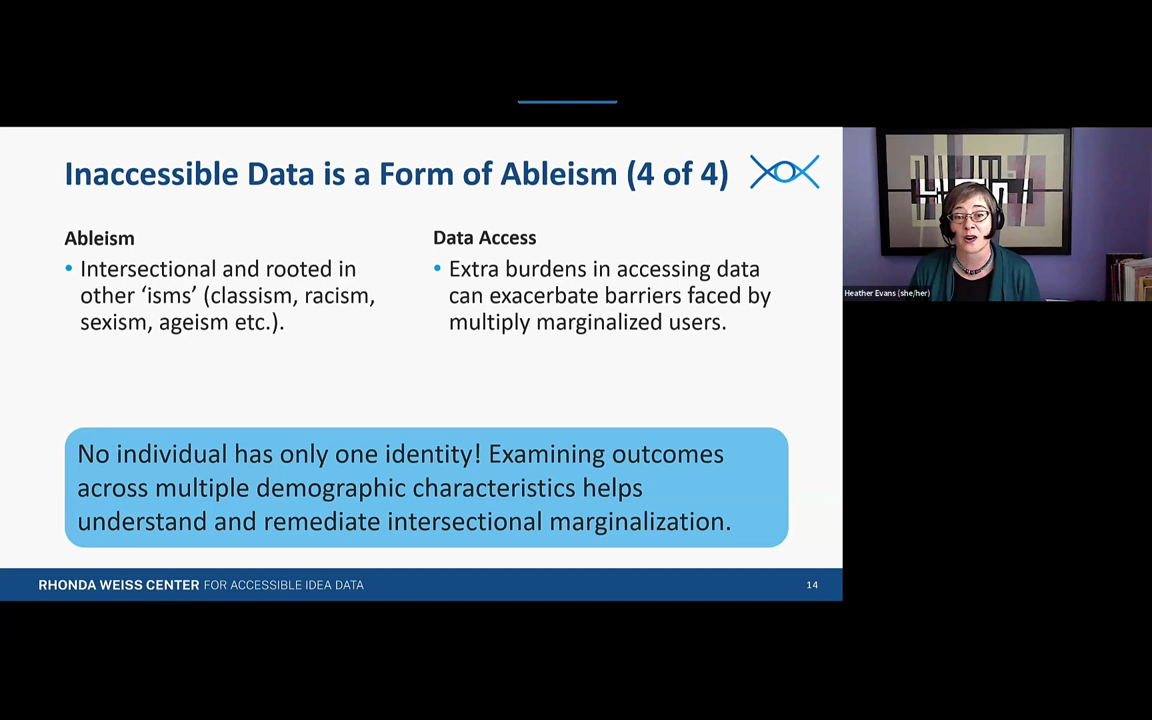 Inaccessible Data is a Form of Ableism (4 of 4)
Ableism
• Intersectional and rooted in
other ‘isms’ (classism, racism,
sexism, ageism etc.).
Data Access
• Extra burdens in accessing data
can exacerbate barriers faced by
multiply marginalized users.
No individual has only one identity! Examining outcomes
across multiple demographic characteristics helps
understand and remediate intersectional marginalization.
RHONDA WEISS CENTER FOR ACCESSIBLE IDEA DATA
14
Heather Evans (she/her)